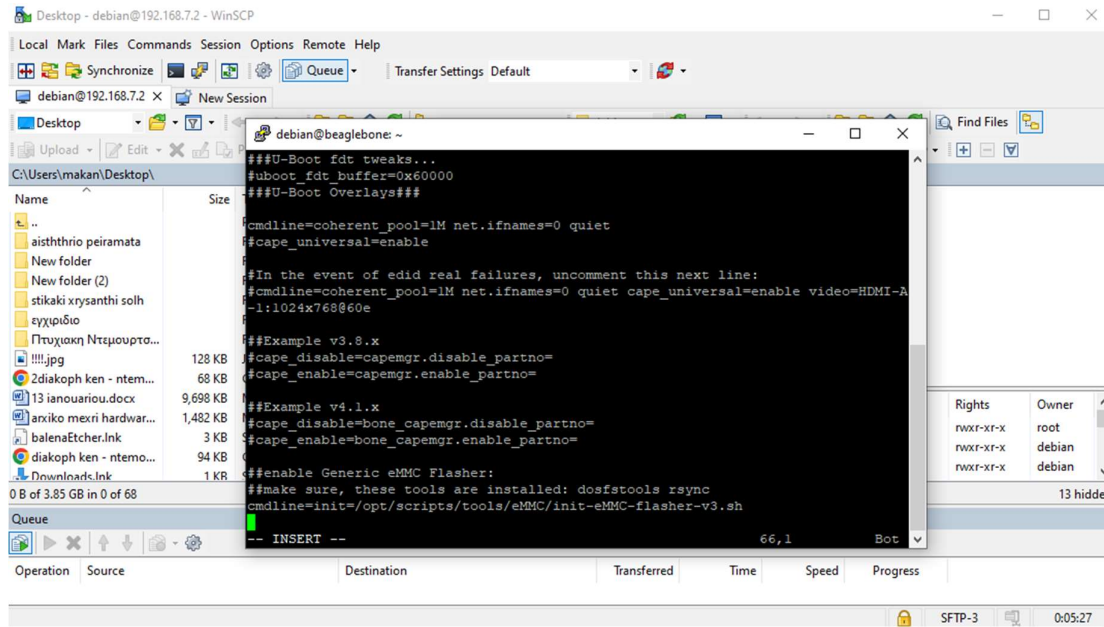 Desktop - debian@192.168.7.2 - WinSCP
Local Mark Files Commands Session Options Remote Help
Synchronize Queue Transfer Settings Default
debian@192.168.7.2 New Session
Desktop
Find Files
Upload Edit
C:\Users\makan\Desktop\
Name Size
..
aisththrio peiramata
New folder
New folder (2)
stikaki xrysanthi solh
εγχιριδιο
Πτυχιακη Ντεμουρτσ...
!!!!.jpg 128 KB
2diakoph ken - ntem... 68 KB
13 ianouariou.docx 9,698 KB
arxiko mexri hardwar... 1,482 KB
balenaEtcher.lnk 3 KB
diakoph ken - ntemo... 94 KB
Downloads.lnk 1 KB
0 B of 3.85 GB in 0 of 68
debian@beaglebone: ~
###U-Boot fdt tweaks...
#uboot_fdt_buffer=0x60000
###U-Boot Overlays###
cmdline=coherent_pool=1M net.ifnames=0 quiet
#cape_universal=enable
#In the event of edid real failures, uncomment this next line:
#cmdline=coherent_pool=1M net.ifnames=0 quiet cape_universal=enable video=HDMI-A
-1:1024x768@60e
##Example v3.8.x
#cape_disable=capemgr.disable_partno=
#cape_enable=capemgr.enable_partno=
##Example v4.1.x
#cape_disable=bone_capemgr.disable_partno=
#cape_enable=bone_capemgr.enable_partno=
##enable Generic eMMC Flasher:
##make sure, these tools are installed: dosfstools rsync
cmdline=init=/opt/scripts/tools/eMMC/init-eMMC-flasher-v3.sh
-- INSERT -- 66,1 Bot
Rights Owner
rwxr-xr-x root
rwxr-xr-x debian
rwxr-xr-x debian
13 hidde
Queue
Operation Source Destination Transferred Time Speed Progress
SFTP-3 0:05:27